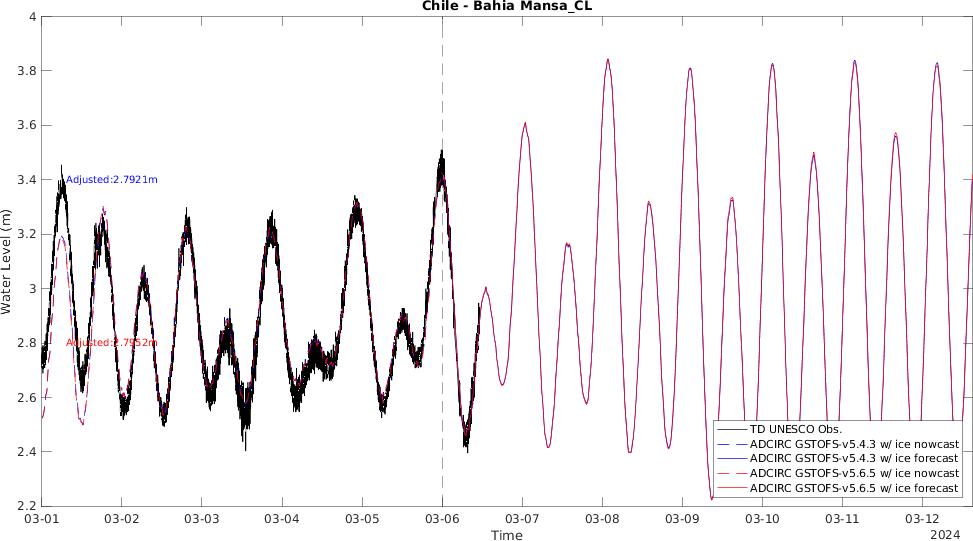 Chile - Bahia Mansa_CL
4
3.8
3.6
3.4
3.2
3
2.8
2.6
2.4
2.2
Water Level (m)
Adjusted:2.7921m
Adjusted:2.7952m
TD UNESCO Obs.
ADCIRC GSTOFS-v5.4.3 w/ ice nowcast
ADCIRC GSTOFS-v5.4.3 w/ ice forecast
ADCIRC GSTOFS-v5.6.5 w/ ice nowcast
ADCIRC GSTOFS-v5.6.5 w/ ice forecast
03-01 03-02 03-03 03-04 03-05 03-06 03-07 03-08 03-09 03-10 03-11 03-12
Time
2024